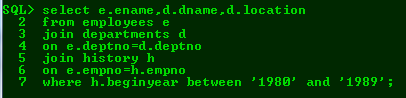 SQL> select e.ename,d.dname,d.location
2 from employees e
3 join departments d
4 on e.deptno=d.deptno
5 join history h
6 on e.empno=h.empno
7 where h.beginyear between '1980' and '1989';